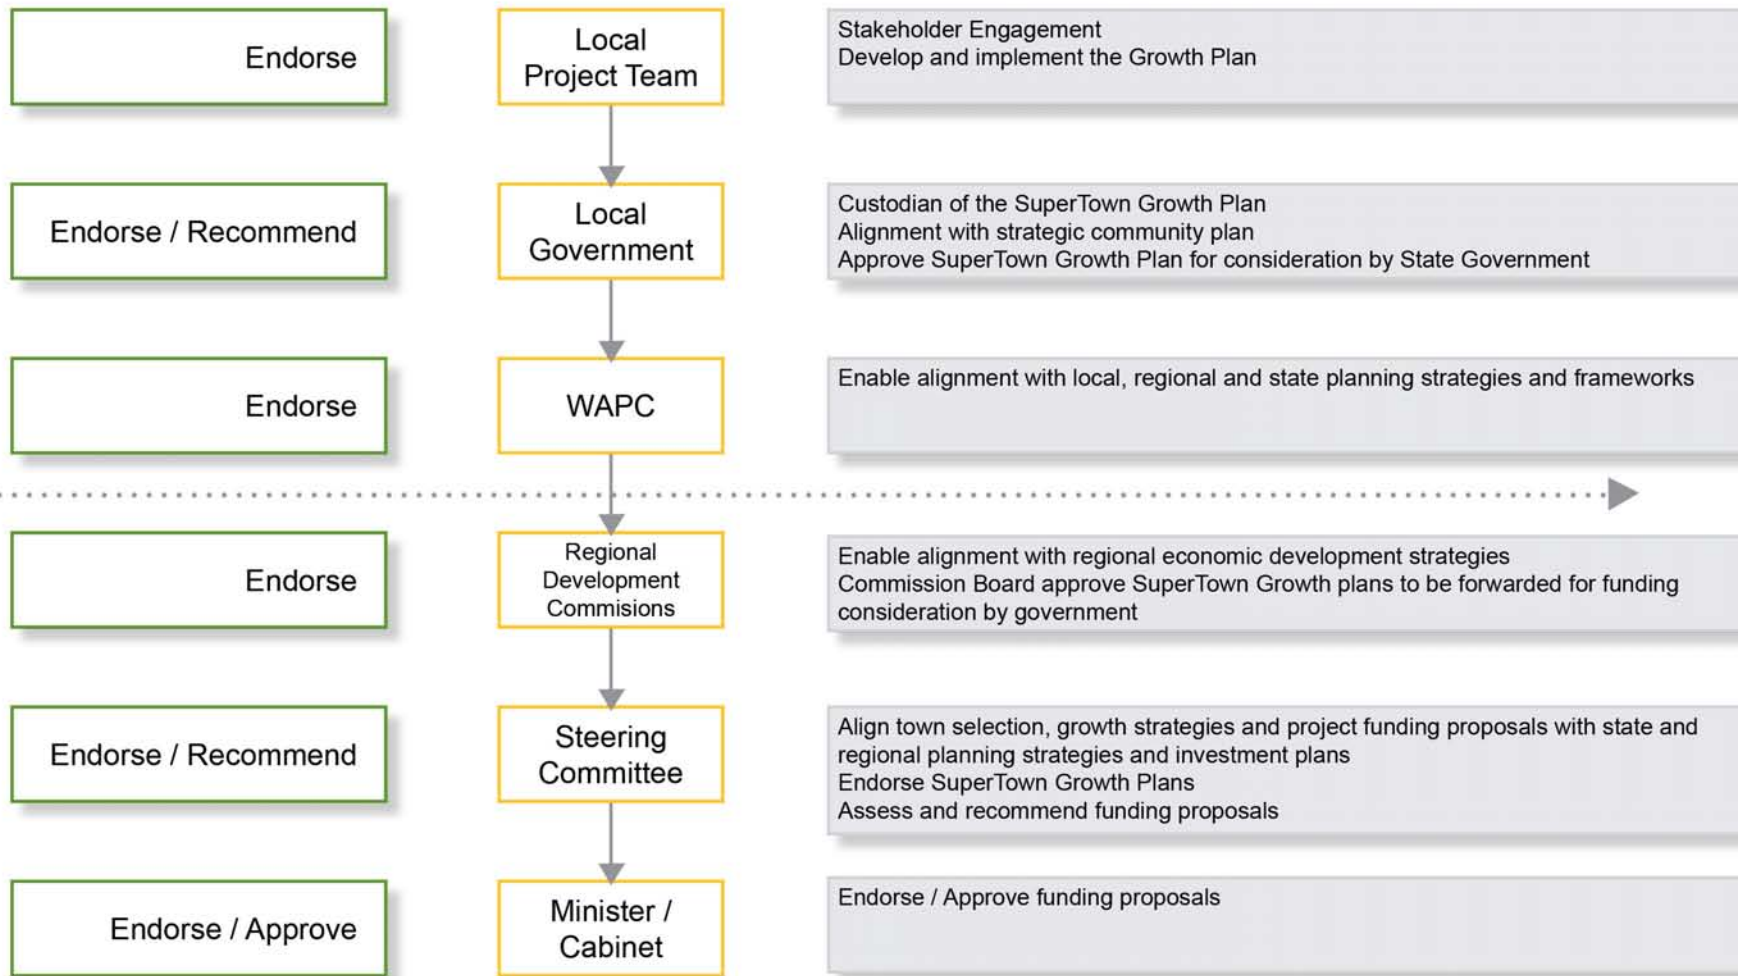 Endorse
Local
Project Team
Stakeholder Engagement
Develop and implement the Growth Plan
Endorse / Recommend
Local
Government
Custodian of the SuperTown Growth Plan
Alignment with strategic community plan
Approve SuperTown Growth Plan for consideration by State Government
Endorse
WAPC
Enable alignment with local, regional and state planning strategies and frameworks
Endorse
Regional
Development
Commisions
Enable alignment with regional economic development strategies
Commission Board approve SuperTown Growth plans to be forwarded for funding
consideration by government
Endorse / Recommend
Steering
Committee
Align town selection, growth strategies and project funding proposals with state and
regional planning strategies and investment plans
Endorse SuperTown Growth Plans
Assess and recommend funding proposals
Endorse / Approve
Minister /
Cabinet
Endorse / Approve funding proposals